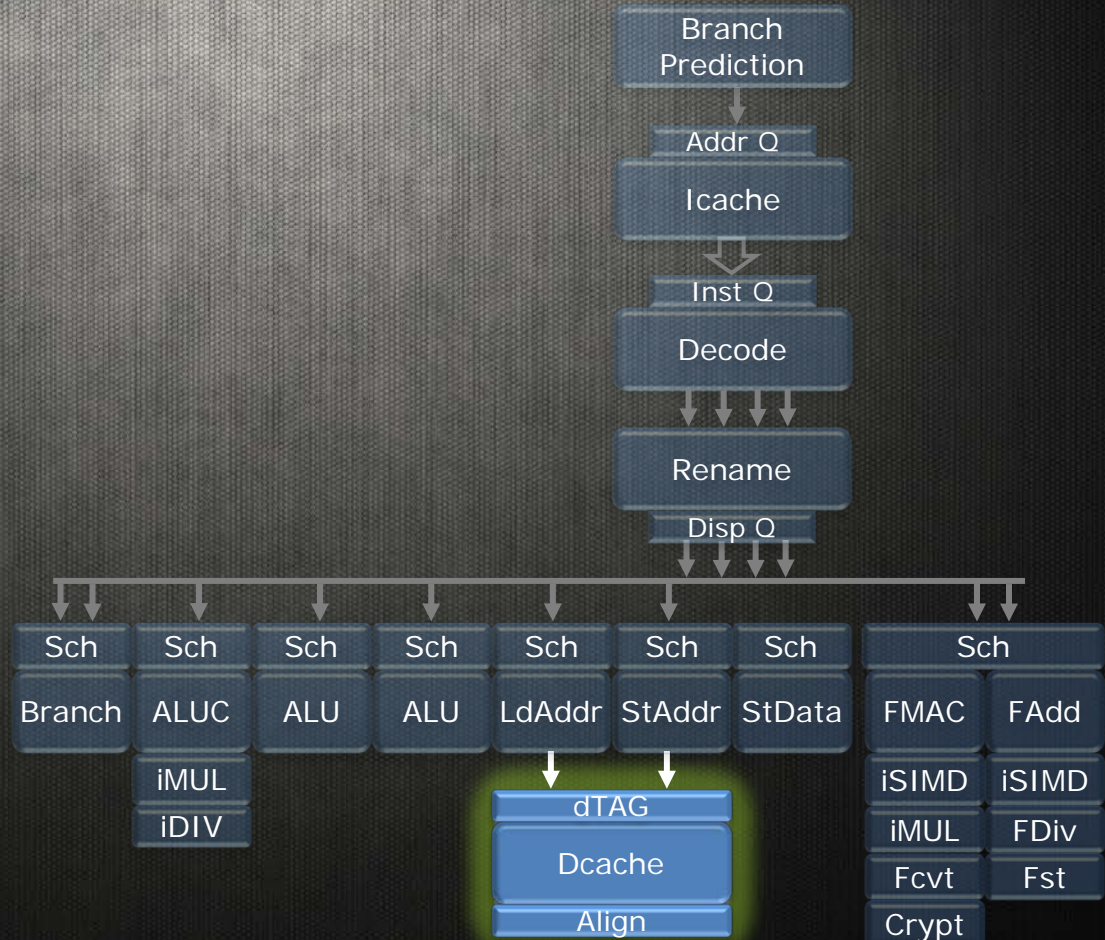 Branch
Prediction
Addr Q
Icache
Inst Q
Decode
Rename
Disp Q
Sch Sch Sch Sch Sch Sch Sch Sch
Branch ALUC ALU ALU LdAddr StAddr StData FMAC FAdd
iMUL iSIMD iSIMD
dTAG
iDIV iMUL FDiv
Dcache
Fcvt Fst
Align Crypt